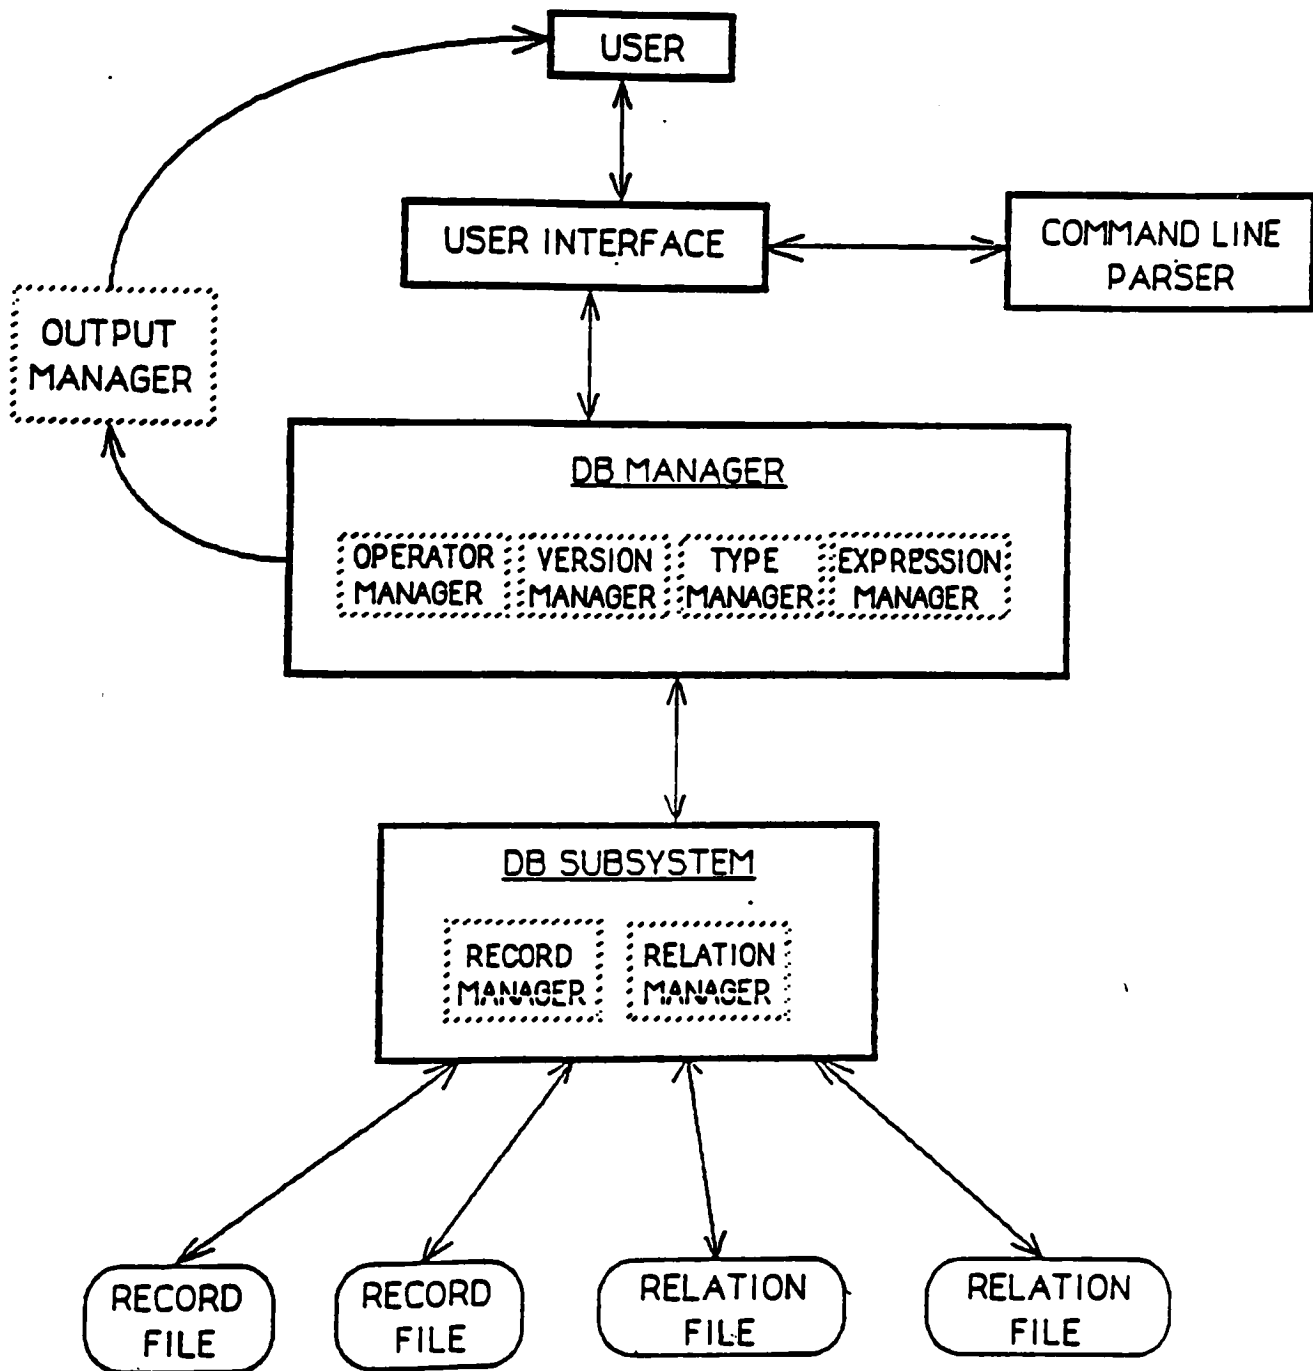 USER
USER INTERFACE
COMMAND LINE
PARSER
OUTPUT
MANAGER
DB MANAGER
OPERATOR
MANAGER
VERSION
MANAGER
TYPE
MANAGER
EXPRESSION
MANAGER
DB SUBSYSTEM
RECORD
MANAGER
RELATION
MANAGER
RECORD
FILE
RECORD
FILE
RELATION
FILE
RELATION
FILE